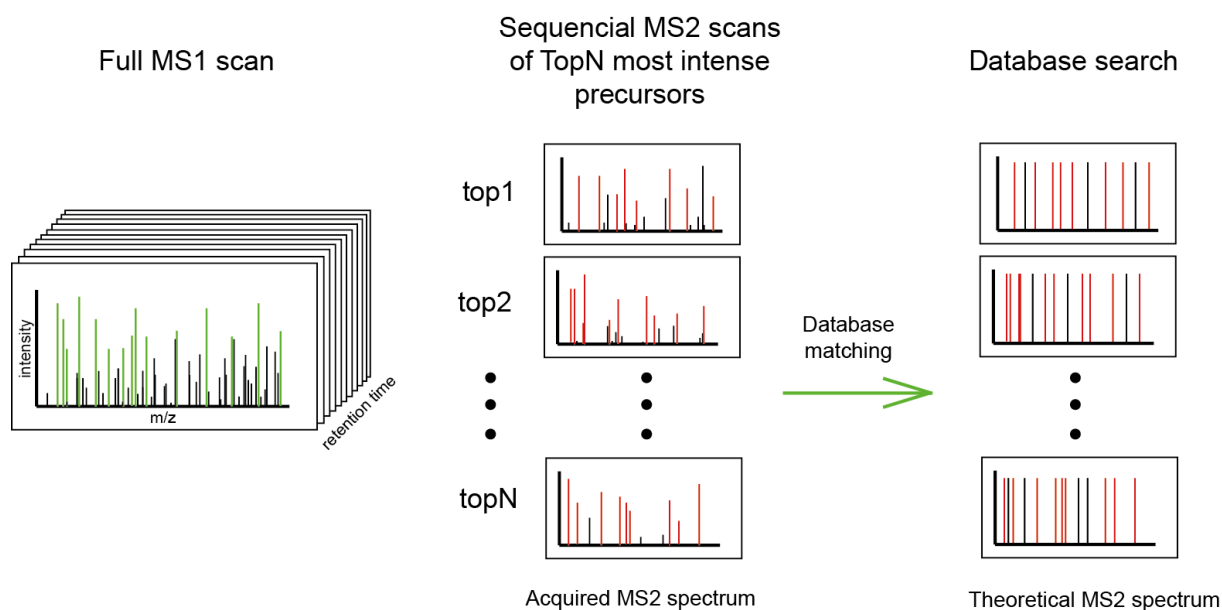 Full MS1 scan
Sequencial MS2 scans
of TopN most intense
precursors
Database search
intensity
m/z
retention time
top1
top2
topN
Database
matching
Acquired MS2 spectrum
Theoretical MS2 spectrum